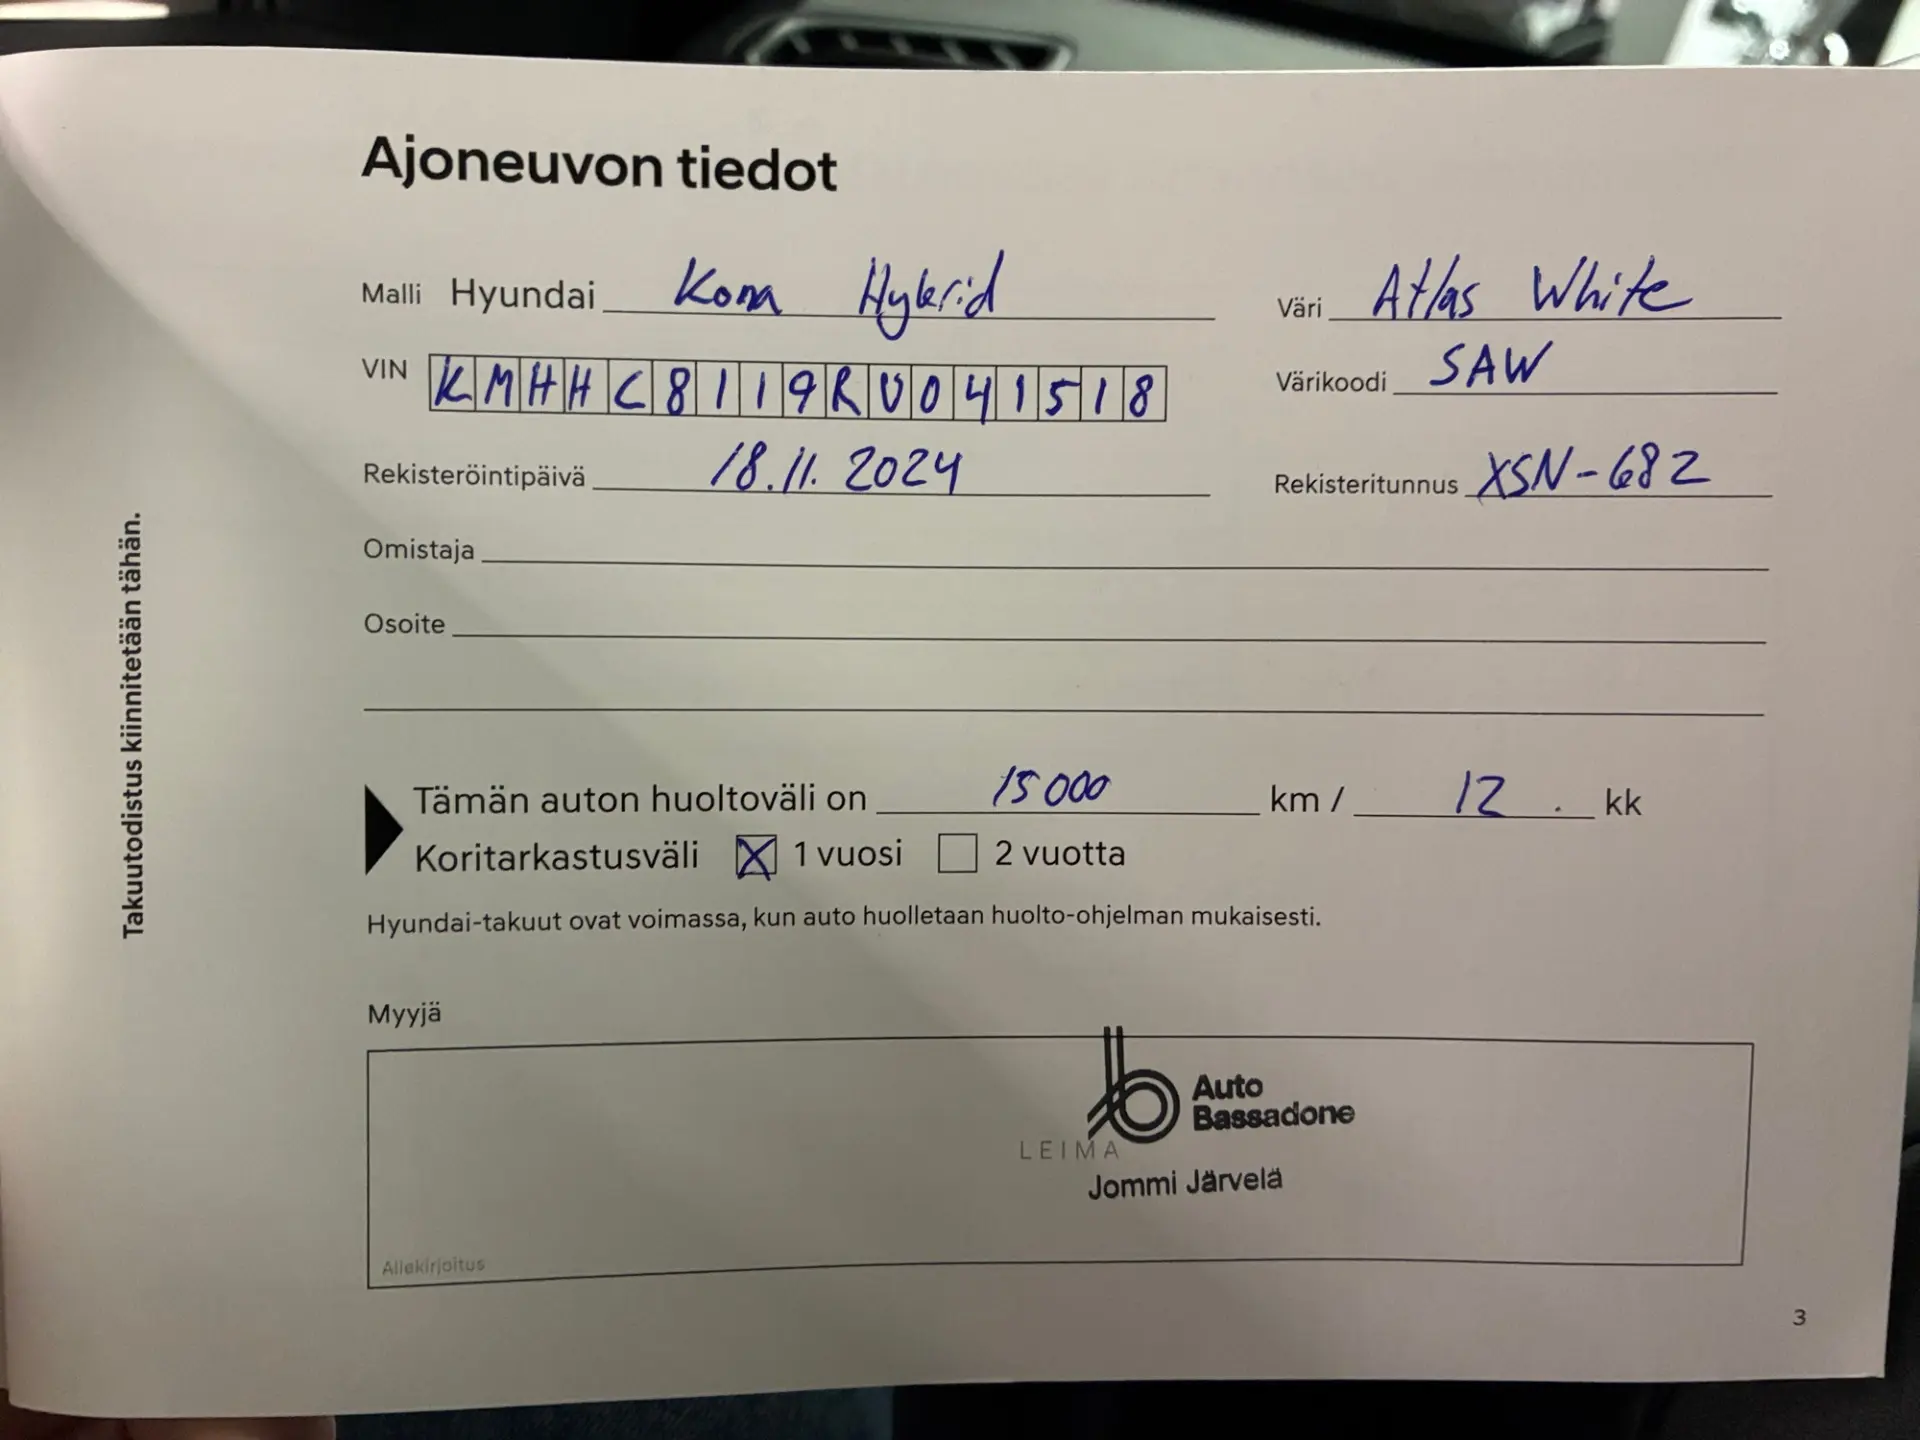 Ajoneuvon tiedot
Malli Hyundai Kona Hybrid
Väri Atlas White
VIN KMHHC8119RU041518
Värikoodi SAW
Rekisteröintipäivä 18.11.2024
Rekisteritunnus XSN-682
Omistaja
Osoite
Takuutodistus kiinnitetään tähän.
Tämän auton huoltoväli on 15 000 km / 12 kk
Koritarkastusväli X 1 vuosi 2 vuotta
Hyundai-takuut ovat voimassa, kun auto huolletaan huolto-ohjelman mukaisesti.
Myyjä
Auto
Bassadone
LEIMA
Jommi Järvelä
Allekirjoitus
3